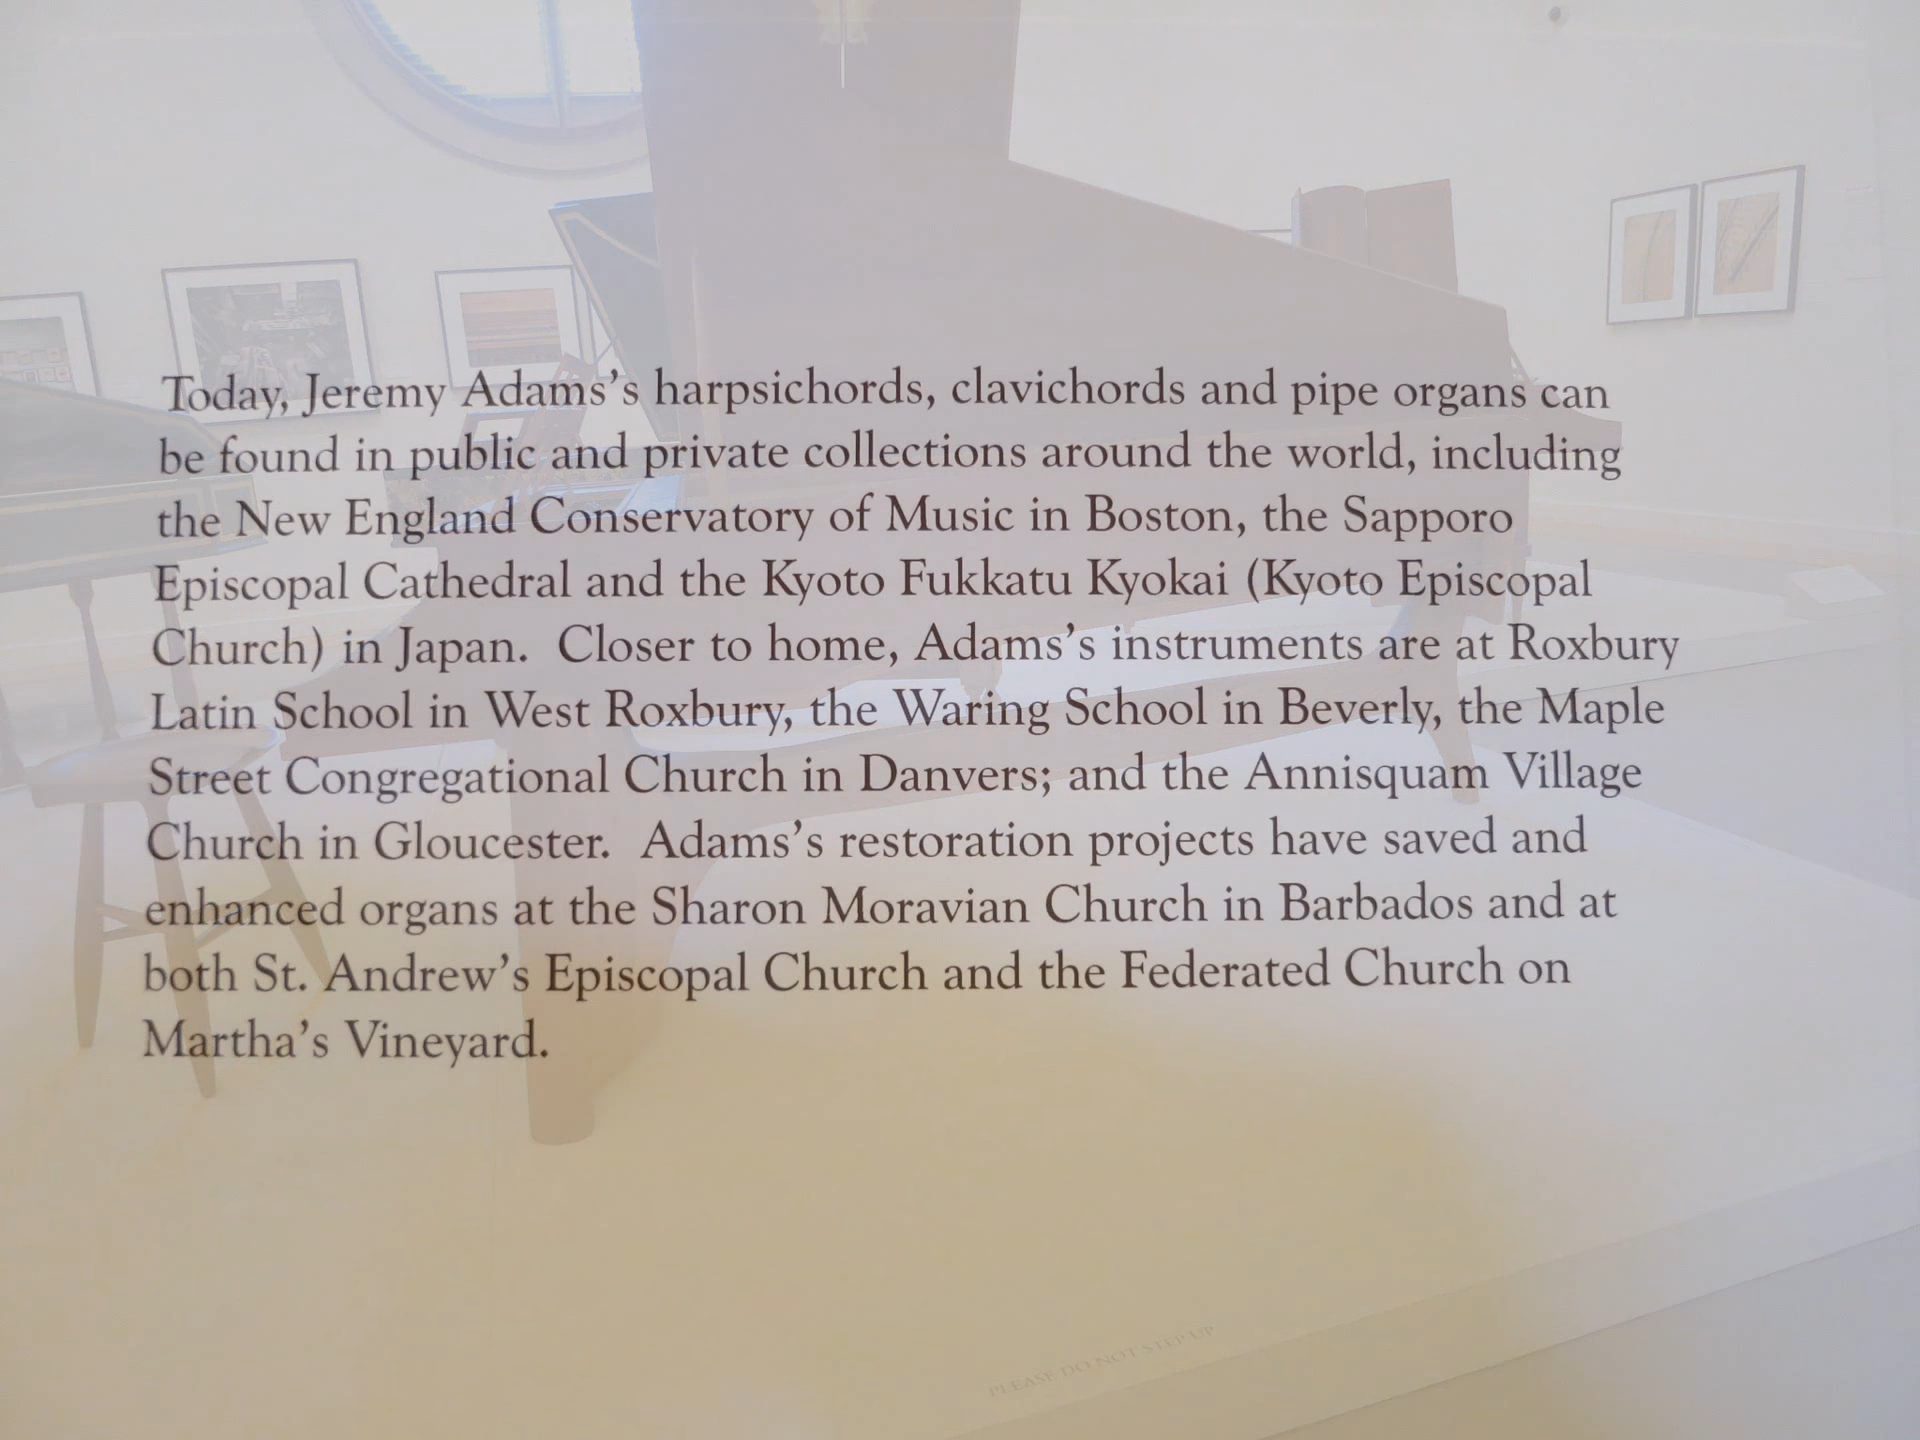 Today, Jeremy Adams’s harpsichords, clavichords and pipe organs can
be found in public and private collections around the world, including
the New England Conservatory of Music in Boston, the Sapporo
Episcopal Cathedral and the Kyoto Fukkatu Kyokai (Kyoto Episcopal
Church) in Japan.  Closer to home, Adams’s instruments are at Roxbury
Latin School in West Roxbury, the Waring School in Beverly, the Maple
Street Congregational Church in Danvers; and the Annisquam Village
Church in Gloucester.  Adams’s restoration projects have saved and
enhanced organs at the Sharon Moravian Church in Barbados and at
both St. Andrew’s Episcopal Church and the Federated Church on
Martha’s Vineyard.
PLEASE DO NOT STEP UP